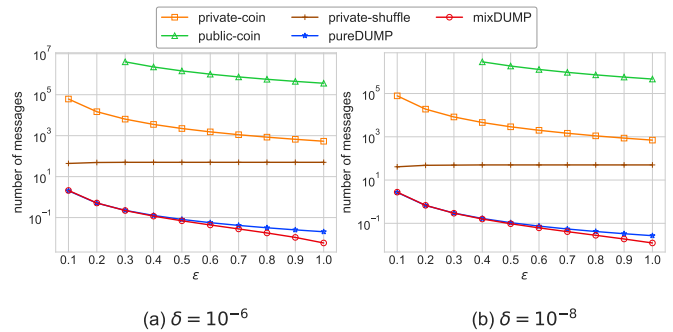 private-coin private-shuffle mixDUMP
public-coin pureDUMP
number of messages
10^7
10^5
10^3
10^1
10^-1
0.1 0.2 0.3 0.4 0.5 0.6 0.7 0.8 0.9 1.0
ε
(a) δ = 10^-6
number of messages
10^5
10^3
10^1
10^-1
0.1 0.2 0.3 0.4 0.5 0.6 0.7 0.8 0.9 1.0
ε
(b) δ = 10^-8